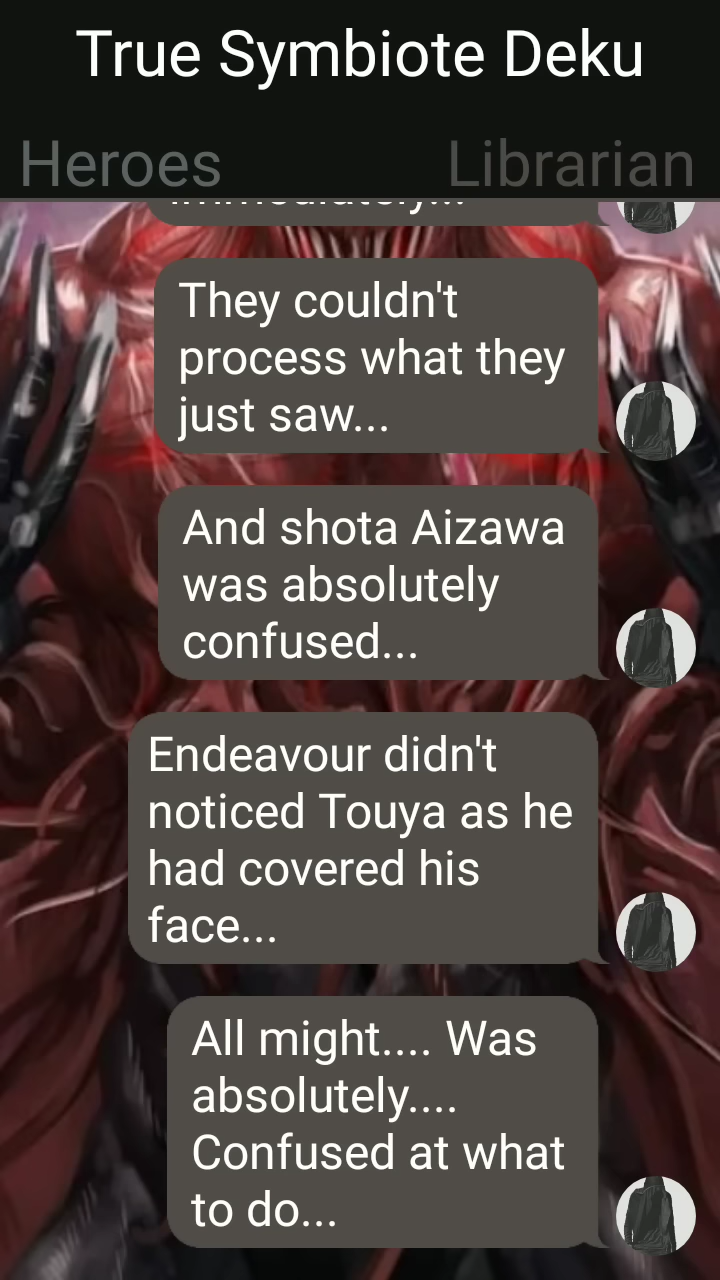 True Symbiote Deku
Heroes
Librarian
immediately...
They couldn't
process what they
just saw...
And shota Aizawa
was absolutely
confused...
Endeavour didn't
noticed Touya as he
had covered his
face...
All might.... Was
absolutely....
Confused at what
to do...